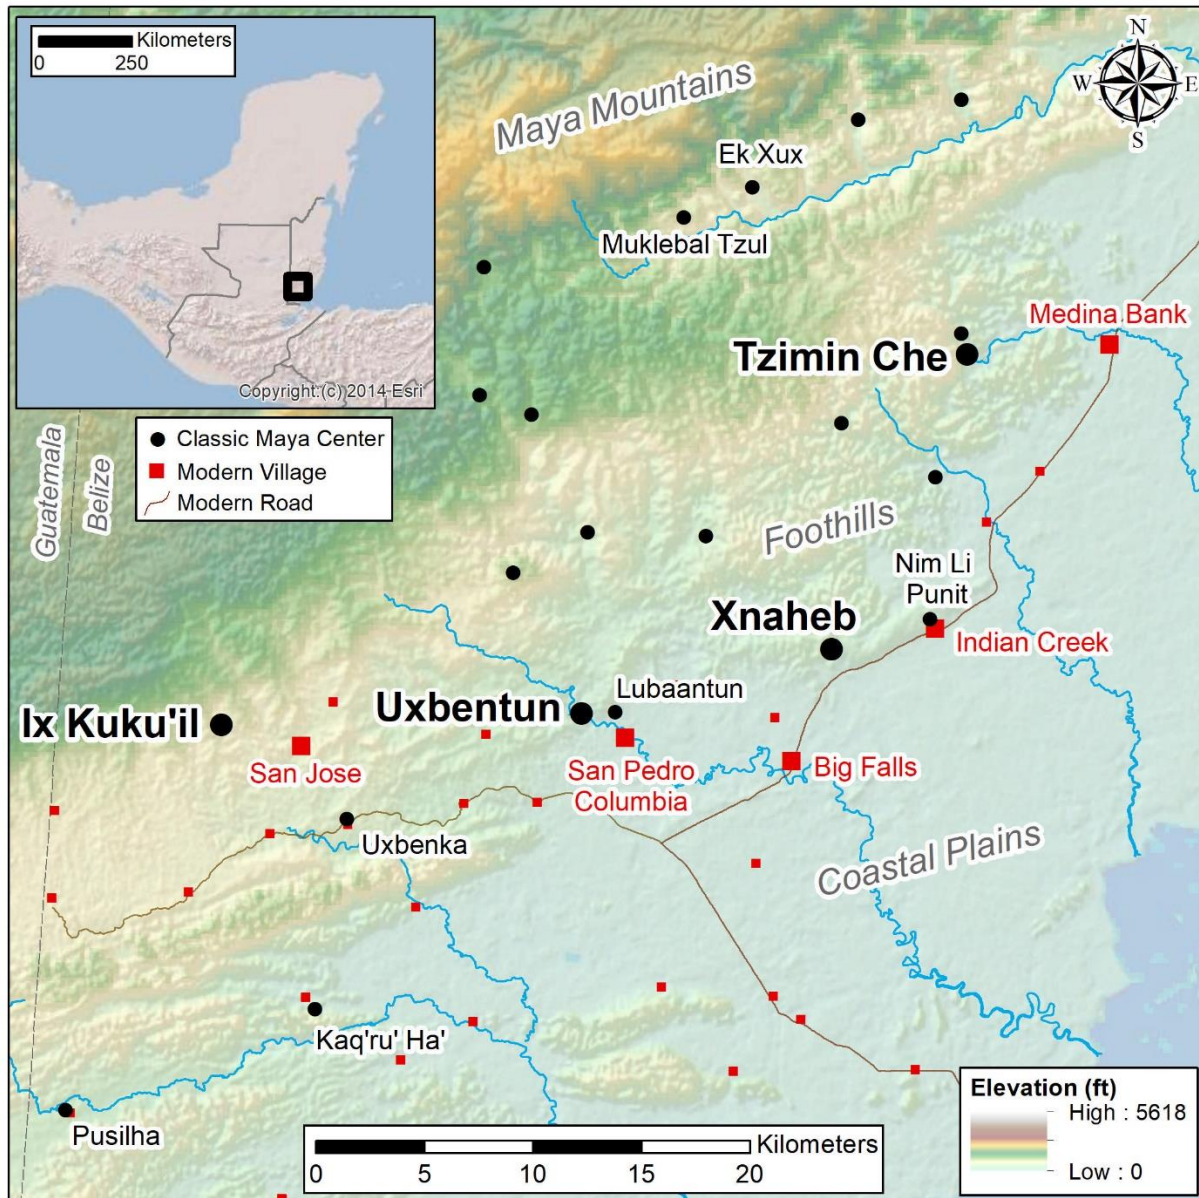 Kilometers
0 250
Copyright:(c) 2014 Esri
N
W E
S
Maya Mountains
Ek Xux
Muklebal Tzul
Medina Bank
Tzimin Che
Classic Maya Center
Modern Village
Modern Road
Guatemala
Belize
Foothills
Nim Li
Punit
Xnaheb
Indian Creek
Lubaantun
Uxbentun
Ix Kuku'il
San Jose
San Pedro
Columbia
Big Falls
Uxbenka
Coastal Plains
Kaq'ru' Ha'
Pusilha
Elevation (ft)
High : 5618
Low : 0
Kilometers
0 5 10 15 20